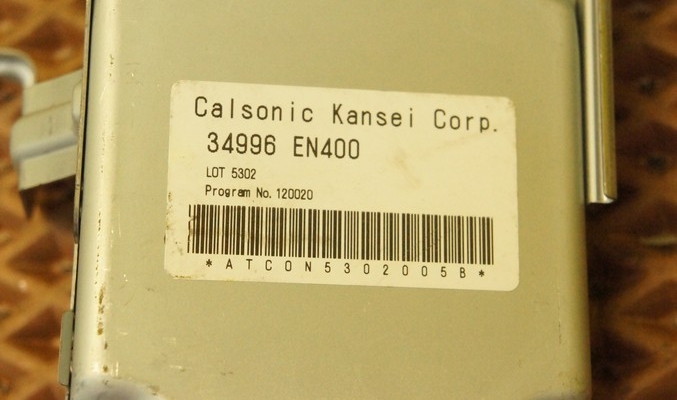 Calsonic Kansei Corp.
34996 EN400
LOT 5302
Program No. 120020
*ATCON5302005B*